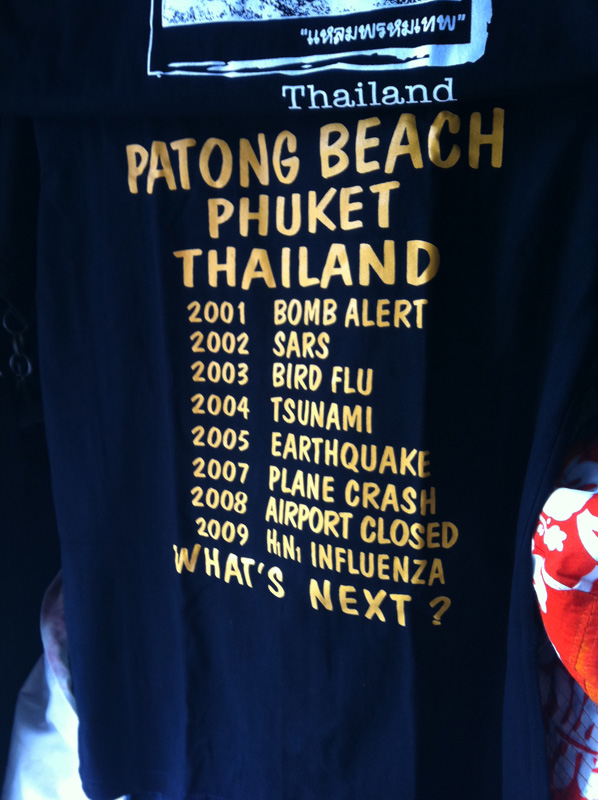 "แหลมพรหมเทพ"
Thailand
PATONG BEACH
PHUKET
THAILAND
2001 BOMB ALERT
2002 SARS
2003 BIRD FLU
2004 TSUNAMI
2005 EARTHQUAKE
2007 PLANE CRASH
2008 AIRPORT CLOSED
2009 H1N1 INFLUENZA
WHAT'S NEXT ?